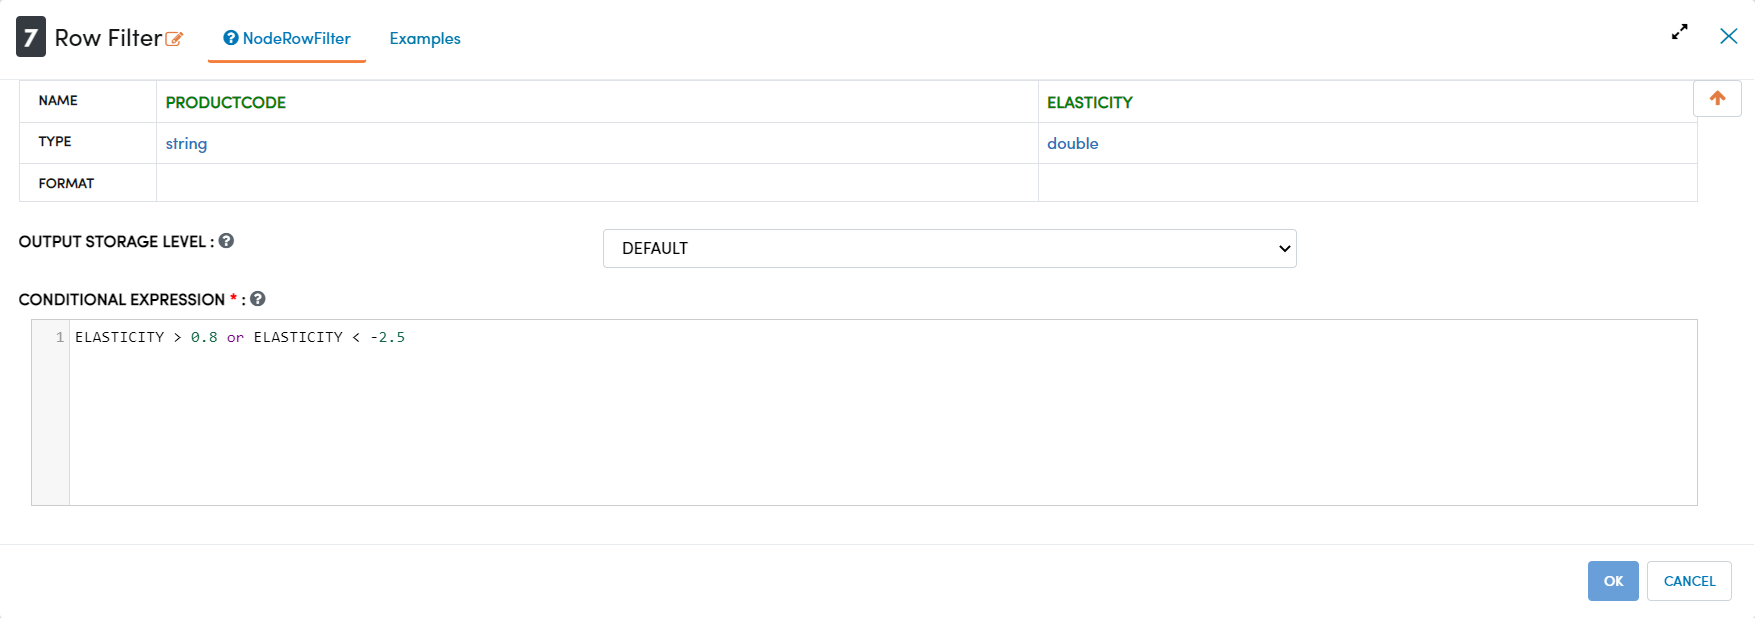 7 Row Filter NodeRowFilter Examples
NAME PRODUCTCODE ELASTICITY
TYPE string double
FORMAT
OUTPUT STORAGE LEVEL :
DEFAULT
CONDITIONAL EXPRESSION * :
1 ELASTICITY > 0.8 or ELASTICITY < -2.5
OK CANCEL